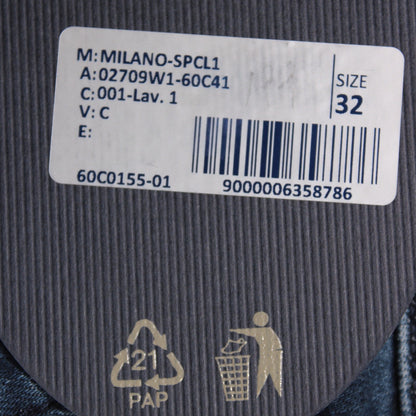 M: MILANO-SPCL1
A: 02709W1-60C41
C: 001-Lav. 1
V: C
E:
SIZE
32
60C0155-01
9000006358786
21
PAP